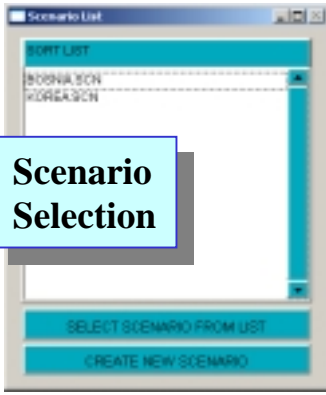 Scenario List
SORT LIST
BOSNIA.SCN
KOREA.SCN
Scenario
Selection
SELECT SCENARIO FROM LIST
CREATE NEW SCENARIO